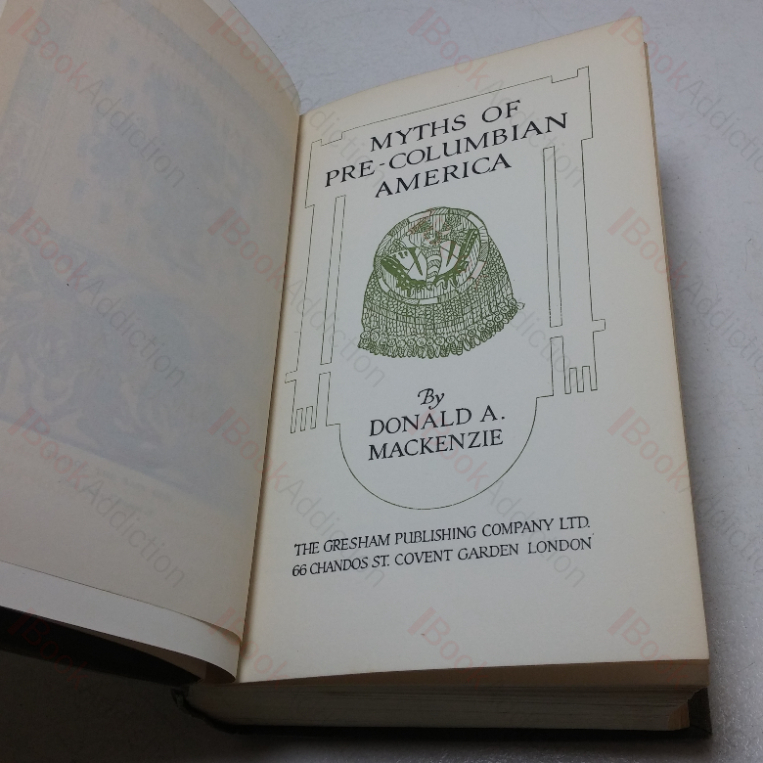 MYTHS OF
PRE-COLUMBIAN
AMERICA
By
DONALD A.
MACKENZIE
THE GRESHAM PUBLISHING COMPANY LTD.
66 CHANDOS ST. COVENT GARDEN LONDON
BookAddiction